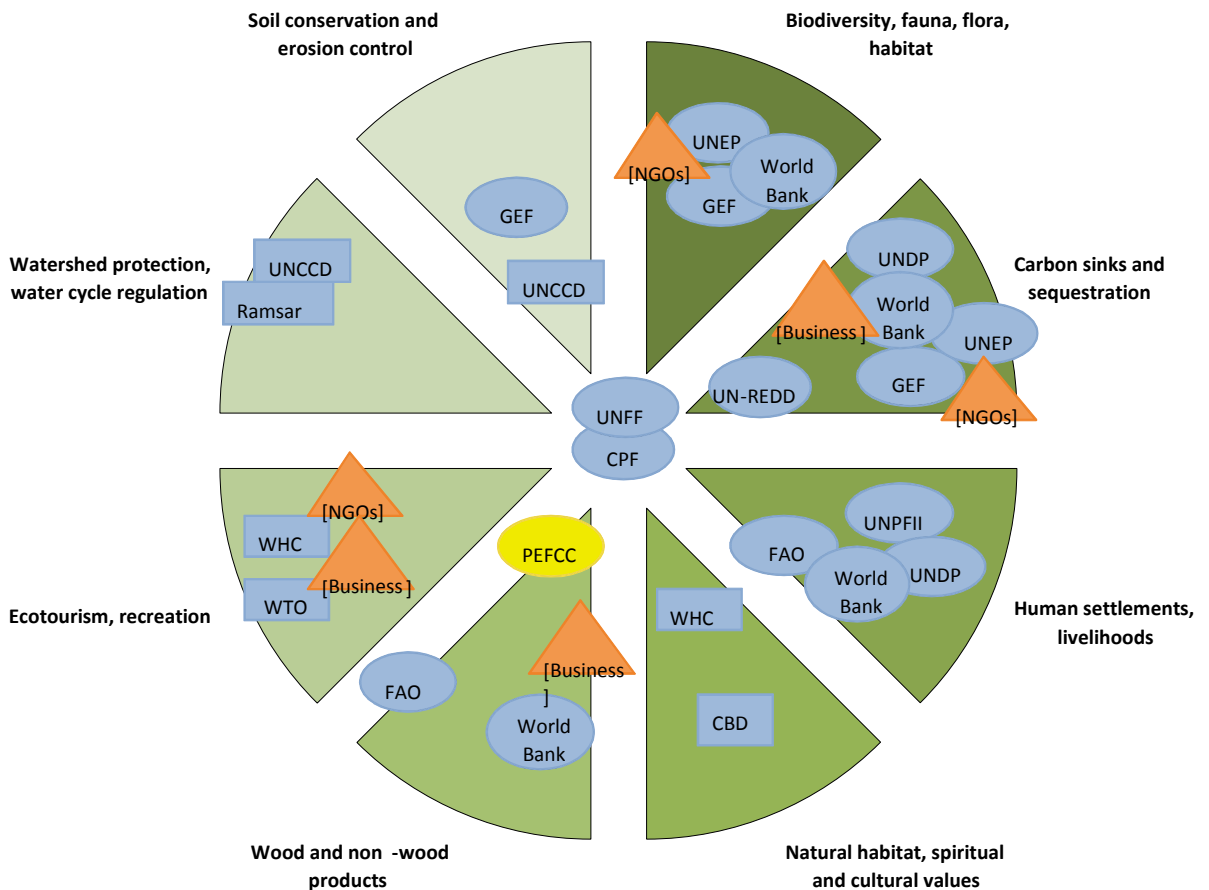 Soil conservation and
erosion control
Biodiversity, fauna, flora,
habitat
UNEP
[NGOs]
World
Bank
GEF
GEF
UNCCD
Watershed protection,
water cycle regulation
UNCCD
Ramsar
UNDP
Carbon sinks and
sequestration
World
Bank
[Business ]
UNEP
GEF
UN-REDD
[NGOs]
UNFF
CPF
[NGOs]
WHC
[Business ]
WTO
Ecotourism, recreation
PEFCC
[Business
]
FAO
World
Bank
WHC
CBD
UNPFII
FAO
UNDP
World
Bank
Human settlements,
livelihoods
Wood and non -wood
products
Natural habitat, spiritual
and cultural values